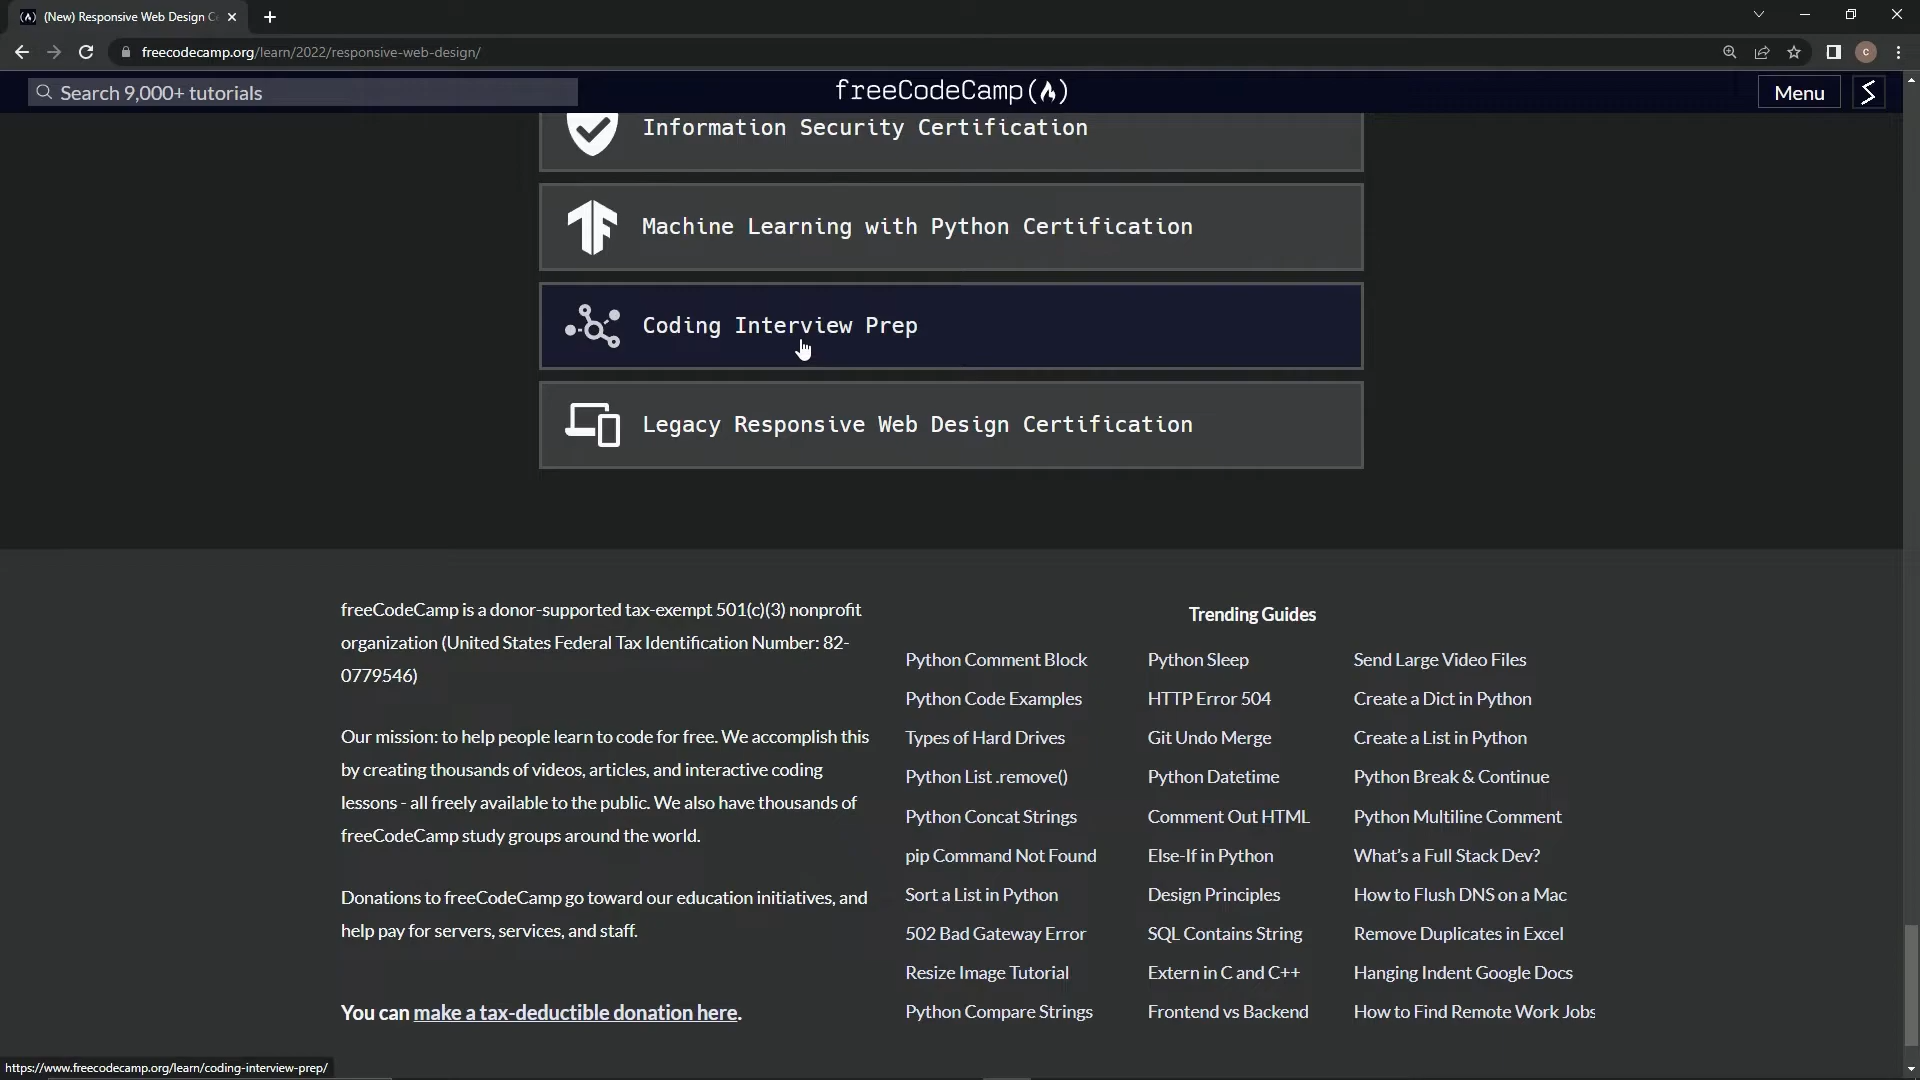 (New) Responsive Web Design C
freecodecamp.org/learn/2022/responsive-web-design/
C
Search 9,000+ tutorials
freeCodeCamp
Menu
Information Security Certification
Machine Learning with Python Certification
Coding Interview Prep
Legacy Responsive Web Design Certification
freeCodeCamp is a donor-supported tax-exempt 501(c)(3) nonprofit
organization (United States Federal Tax Identification Number: 82-
0779546)
Our mission: to help people learn to code for free. We accomplish this
by creating thousands of videos, articles, and interactive coding
lessons - all freely available to the public. We also have thousands of
freeCodeCamp study groups around the world.
Donations to freeCodeCamp go toward our education initiatives, and
help pay for servers, services, and staff.
You can make a tax-deductible donation here.
Trending Guides
Python Comment Block
Python Code Examples
Types of Hard Drives
Python List .remove()
Python Concat Strings
pip Command Not Found
Sort a List in Python
502 Bad Gateway Error
Resize Image Tutorial
Python Compare Strings
Python Sleep
HTTP Error 504
Git Undo Merge
Python Datetime
Comment Out HTML
Else-If in Python
Design Principles
SQL Contains String
Extern in C and C++
Frontend vs Backend
Send Large Video Files
Create a Dict in Python
Create a List in Python
Python Break & Continue
Python Multiline Comment
What's a Full Stack Dev?
How to Flush DNS on a Mac
Remove Duplicates in Excel
Hanging Indent Google Docs
How to Find Remote Work Jobs
https://www.freecodecamp.org/learn/coding-interview-prep/